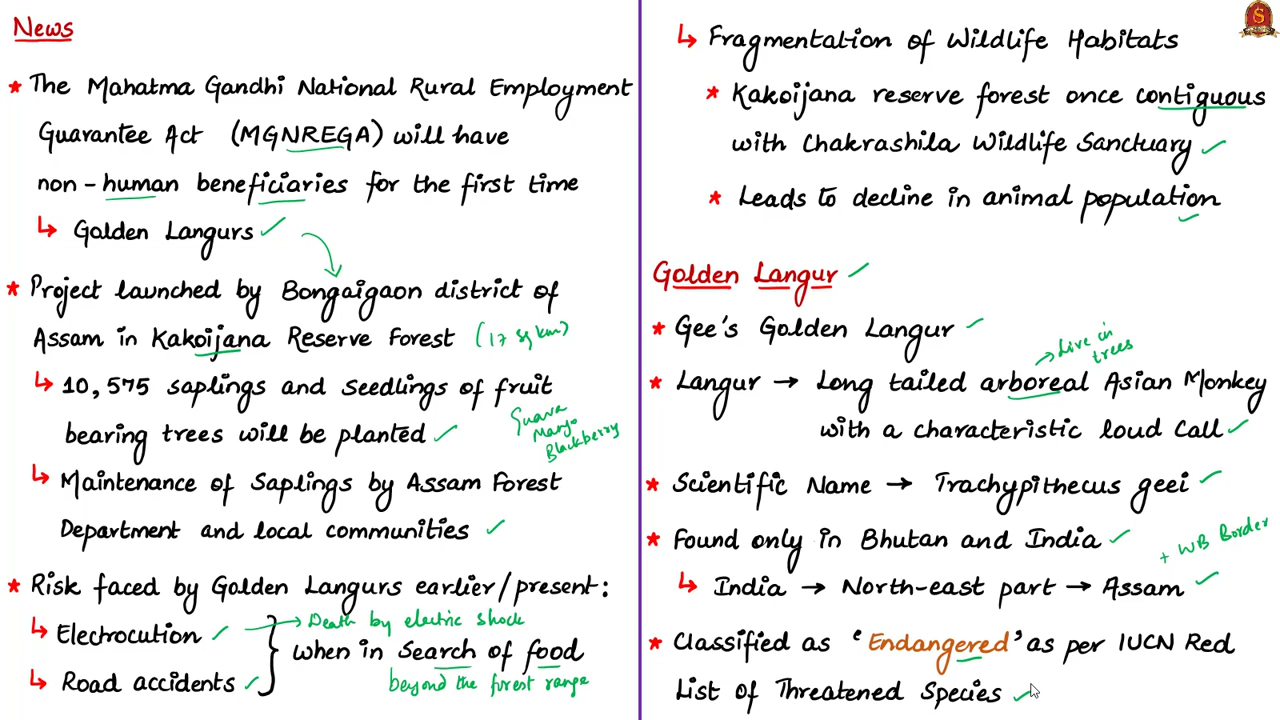 News
* The Mahatma Gandhi National Rural Employment
Guarantee Act (MGNREGA) will have
non-human beneficiaries for the first time
↳ Golden Langurs ✓
* Project launched by Bongaigaon district of
Assam in Kakoijana Reserve Forest (17 sq km)
↳ 10,575 saplings and seedlings of fruit
bearing trees will be planted ✓
Guava
Mango
Blackberry
↳ Maintenance of Saplings by Assam Forest
Department and local communities ✓
* Risk faced by Golden Langurs earlier/present:
↳ Electrocution ✓ → Death by electric shock
↳ Road accidents ✓
} when in search of food
beyond the forest range
↳ Fragmentation of Wildlife Habitats
* Kakoijana reserve forest once contiguous
with Chakrashila Wildlife Sanctuary ✓
* Leads to decline in animal population ✓
Golden Langur ✓
* Gee's Golden Langur ✓
→ Live in
trees
* Langur → Long tailed arboreal Asian Monkey
with a characteristic loud call ✓
* Scientific Name → Trachypithecus geei ✓
* Found only in Bhutan and India ✓
+ WB Border
↳ India → North-east part → Assam ✓
* Classified as 'Endangered' as per IUCN Red
List of Threatened Species ✓